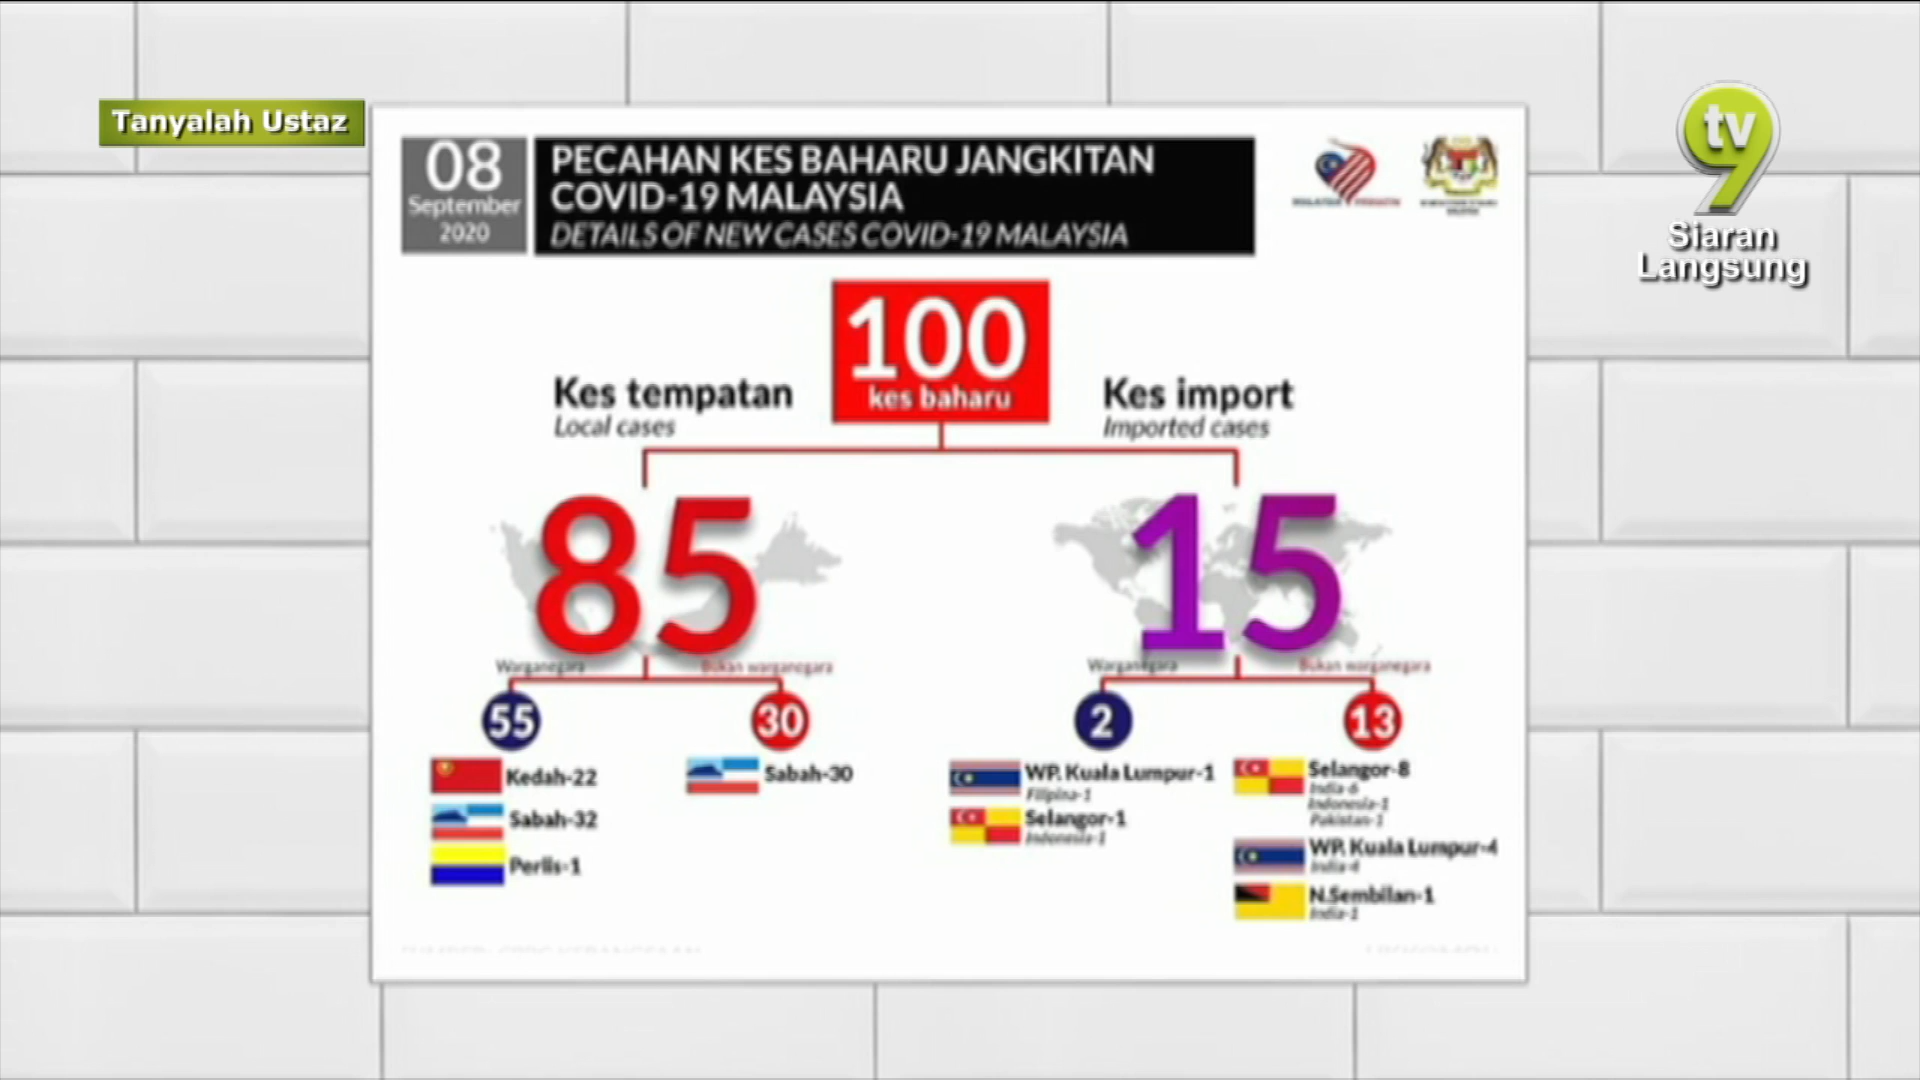 Tanyalah Ustaz
tv9
Siaran
Langsung
08
September
2020
PECAHAN KES BAHARU JANGKITAN
COVID-19 MALAYSIA
DETAILS OF NEW CASES COVID-19 MALAYSIA
100
kes baharu
Kes tempatan
Local cases
Kes import
Imported cases
85
15
Warganegara
Bukan warganegara
Warganegara
Bukan warganegara
55
30
2
13
Kedah-22
Sabah-32
Perlis-1
Sabah-30
WP. Kuala Lumpur-1
Filipina-1
Selangor-1
Indonesia-1
Selangor-8
India-6
Indonesia-1
Pakistan-1
WP. Kuala Lumpur-4
India-4
N.Sembilan-1
India-1